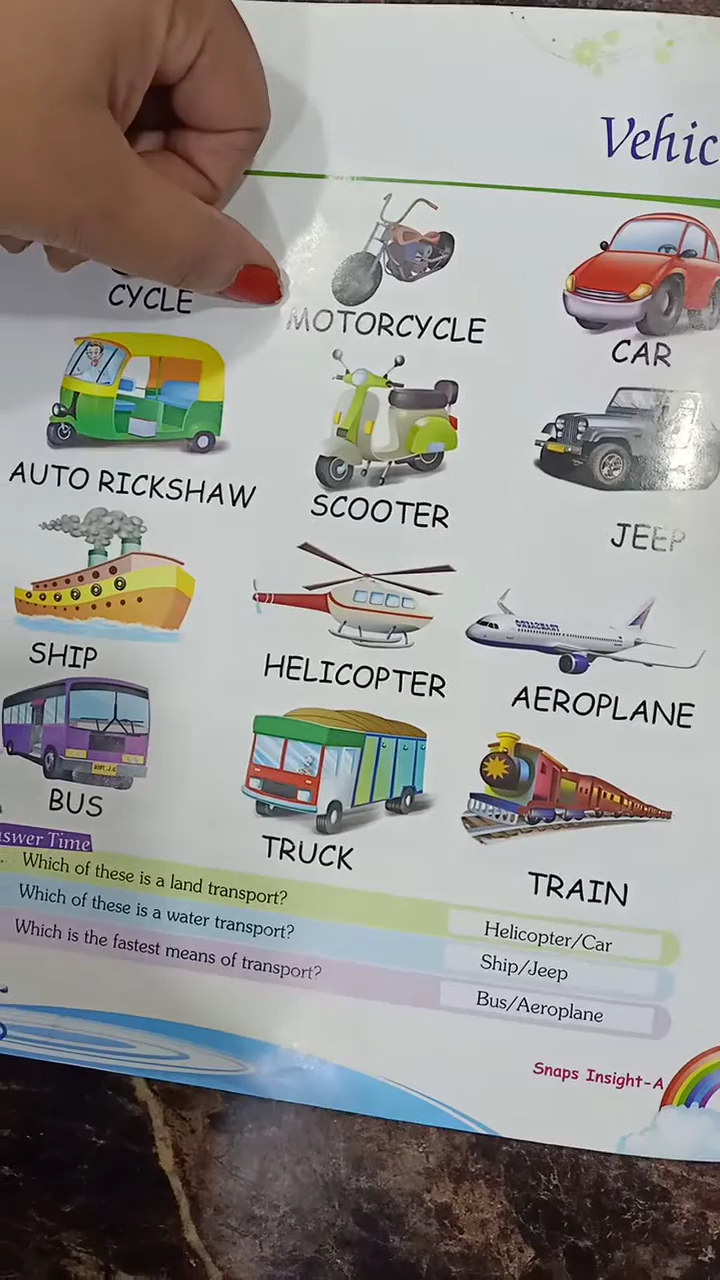 Vehic
CYCLE
MOTORCYCLE
CAR
AUTO RICKSHAW
SCOOTER
JEEP
SHIP
HELICOPTER
AEROPLANE
BUS
TRUCK
TRAIN
swer Time
Which of these is a land transport?
Helicopter/Car
Which of these is a water transport?
Ship/Jeep
Which is the fastest means of transport?
Bus/Aeroplane
Snaps Insight-A